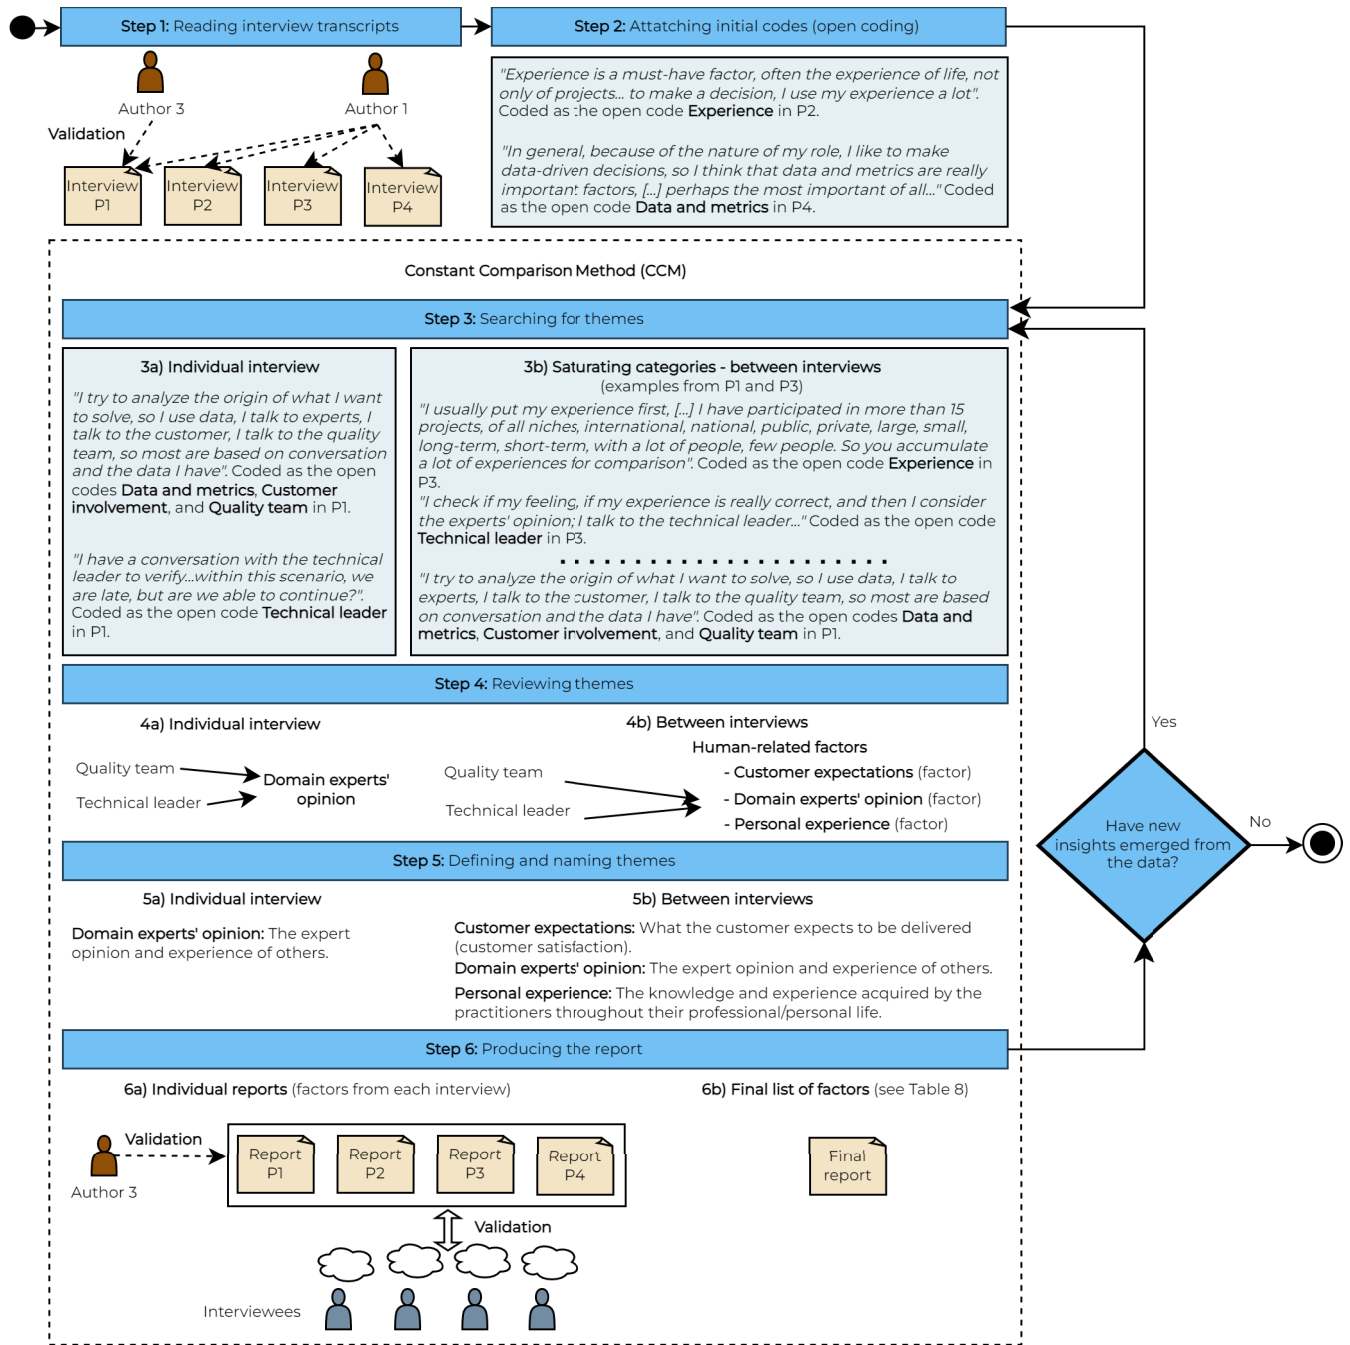 Step 1: Reading interview transcripts
Step 2: Attatching initial codes (open coding)
Author 3
Author 1
Validation
Interview
P1
Interview
P2
Interview
P3
Interview
P4
"Experience is a must-have factor, often the experience of life, not
only of projects... to make a decision, I use my experience a lot".
Coded as the open code Experience in P2.
"In general, because of the nature of my role, I like to make
data-driven decisions, so I think that data and metrics are really
important factors, [...] perhaps the most important of all..." Coded
as the open code Data and metrics in P4.
Constant Comparison Method (CCM)
Step 3: Searching for themes
3a) Individual interview
"I try to analyze the origin of what I want
to solve, so I use data, I talk to experts, I
talk to the customer, I talk to the quality
team, so most are based on conversation
and the data I have". Coded as the open
codes Data and metrics, Customer
involvement, and Quality team in P1.
"I have a conversation with the technical
leader to verify...within this scenario, we
are late, but are we able to continue?".
Coded as the open code Technical leader
in P1.
3b) Saturating categories - between interviews
(examples from P1 and P3)
"I usually put my experience first, [...] I have participated in more than 15
projects, of all niches, international, national, public, private, large, small,
long-term, short-term, with a lot of people, few people. So you accumulate
a lot of experiences for comparison". Coded as the open code Experience in
P3.
"I check if my feeling, if my experience is really correct, and then I consider
the experts' opinion; I talk to the technical leader..." Coded as the open code
Technical leader in P3.
"I try to analyze the origin of what I want to solve, so I use data, I talk to
experts, I talk to the customer, I talk to the quality team, so most are based
on conversation and the data I have". Coded as the open codes Data and
metrics, Customer involvement, and Quality team in P1.
Step 4: Reviewing themes
4a) Individual interview
Quality team
Technical leader
Domain experts'
opinion
4b) Between interviews
Human-related factors
Quality team
Technical leader
- Customer expectations (factor)
- Domain experts' opinion (factor)
- Personal experience (factor)
Yes
Have new
insights emerged from
the data?
No
Step 5: Defining and naming themes
5a) Individual interview
Domain experts' opinion: The expert
opinion and experience of others.
5b) Between interviews
Customer expectations: What the customer expects to be delivered
(customer satisfaction).
Domain experts' opinion: The expert opinion and experience of others.
Personal experience: The knowledge and experience acquired by the
practitioners throughout their professional/personal life.
Step 6: Producing the report
6a) Individual reports (factors from each interview)
6b) Final list of factors (see Table 8)
Validation
Author 3
Report
P1
Report
P2
Report
P3
Report
P4
Final
report
Validation
Interviewees